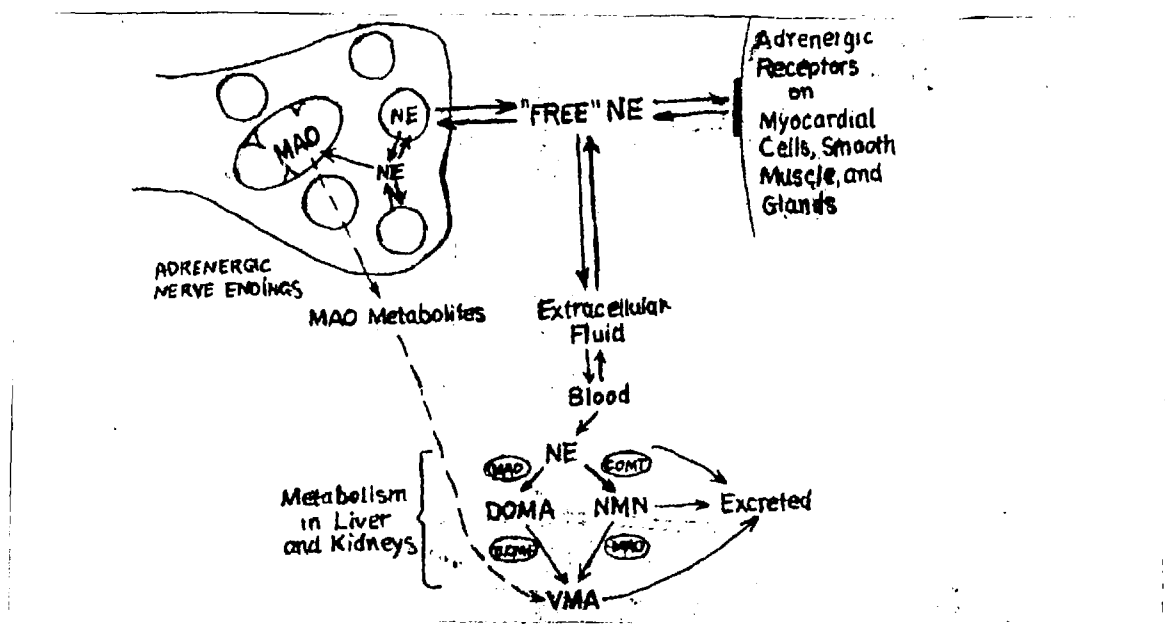 Adrenergic
Receptors
on
Myocardial
Cells, Smooth
Muscle, and
Glands
NE
"FREE" NE
MAO
NE
ADRENERGIC
NERVE ENDINGS
MAO Metabolites
Extracellular
Fluid
Blood
NE
MAO
COMT
Metabolism
in Liver
and Kidneys
DOMA
NMN
Excreted
COMT
MAO
VMA